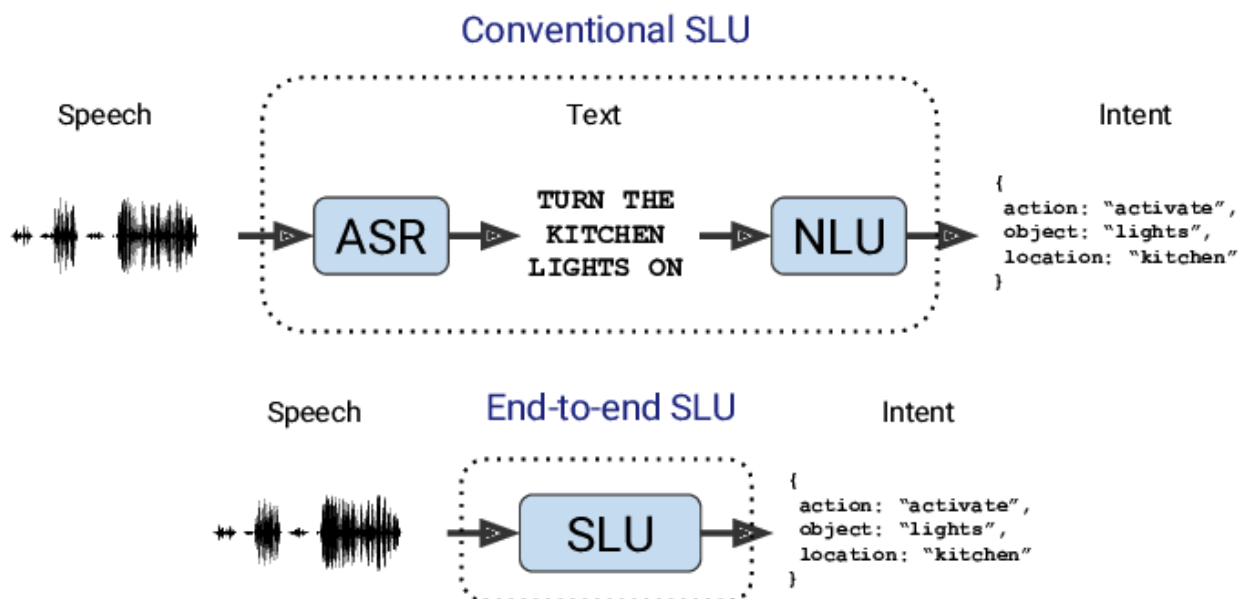 Conventional SLU
Speech
Text
Intent
ASR
TURN THE
KITCHEN
LIGHTS ON
NLU
{
action: “activate”,
object: “lights”,
location: “kitchen”
}
End-to-end SLU
Speech
Intent
SLU
{
action: “activate”,
object: “lights”,
location: “kitchen”
}